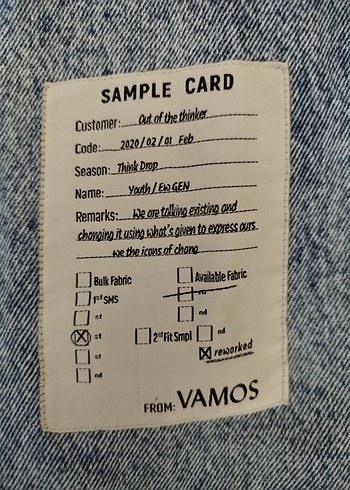 SAMPLE CARD
Customer: Out of the thinker
Code: 2020/02/01 Feb
Season: Think Drop
Name: Youth / Ew GEN
Remarks: We are talking existing and
changing it using what's given to express ours
we the icons of chang
Bulk Fabric Available Fabric
1st SMS
st nd
st 2nd Fit Smpl nd
st reworked
nd
FROM: VAMOS